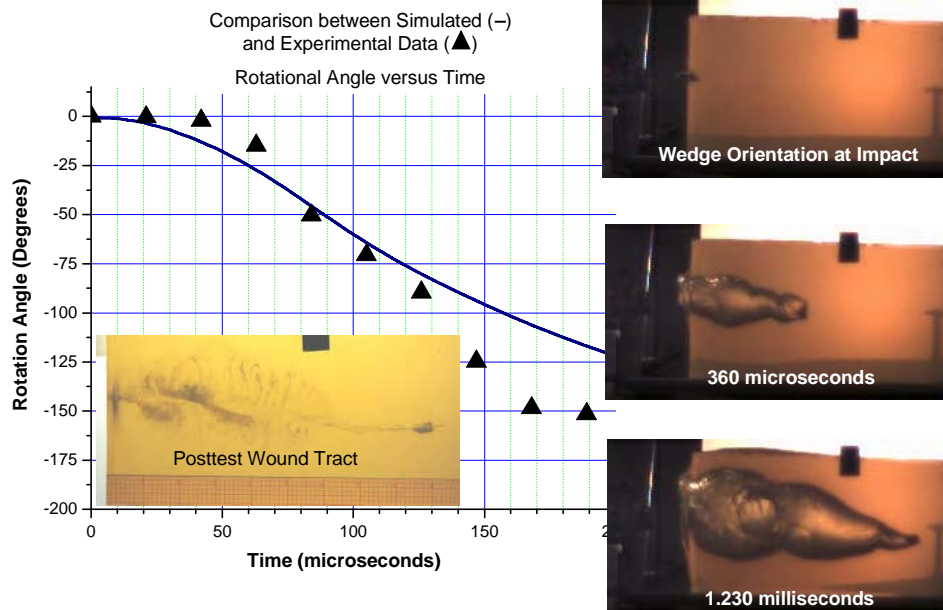 Comparison between Simulated (–)
and Experimental Data (▲)
Rotational Angle versus Time
0
-25
-50
-75
-100
-125
-150
-175
-200
Rotation Angle (Degrees)
0
50
100
150
2
Time (microseconds)
Posttest Wound Tract
Wedge Orientation at Impact
360 microseconds
1.230 milliseconds